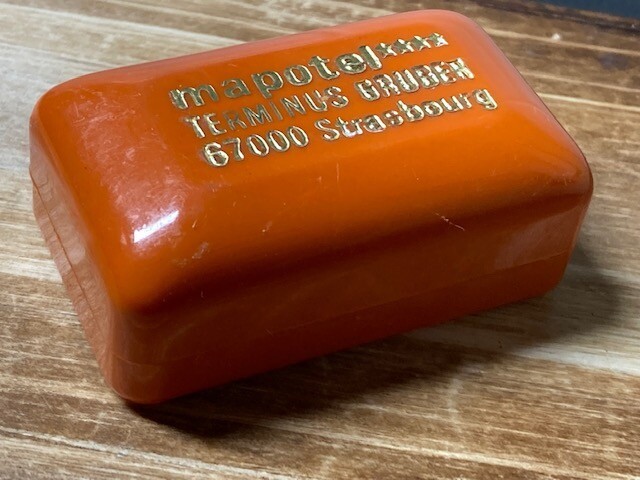 mapotel★★★★
TERMINUS GRUBER
67000 Strasbourg